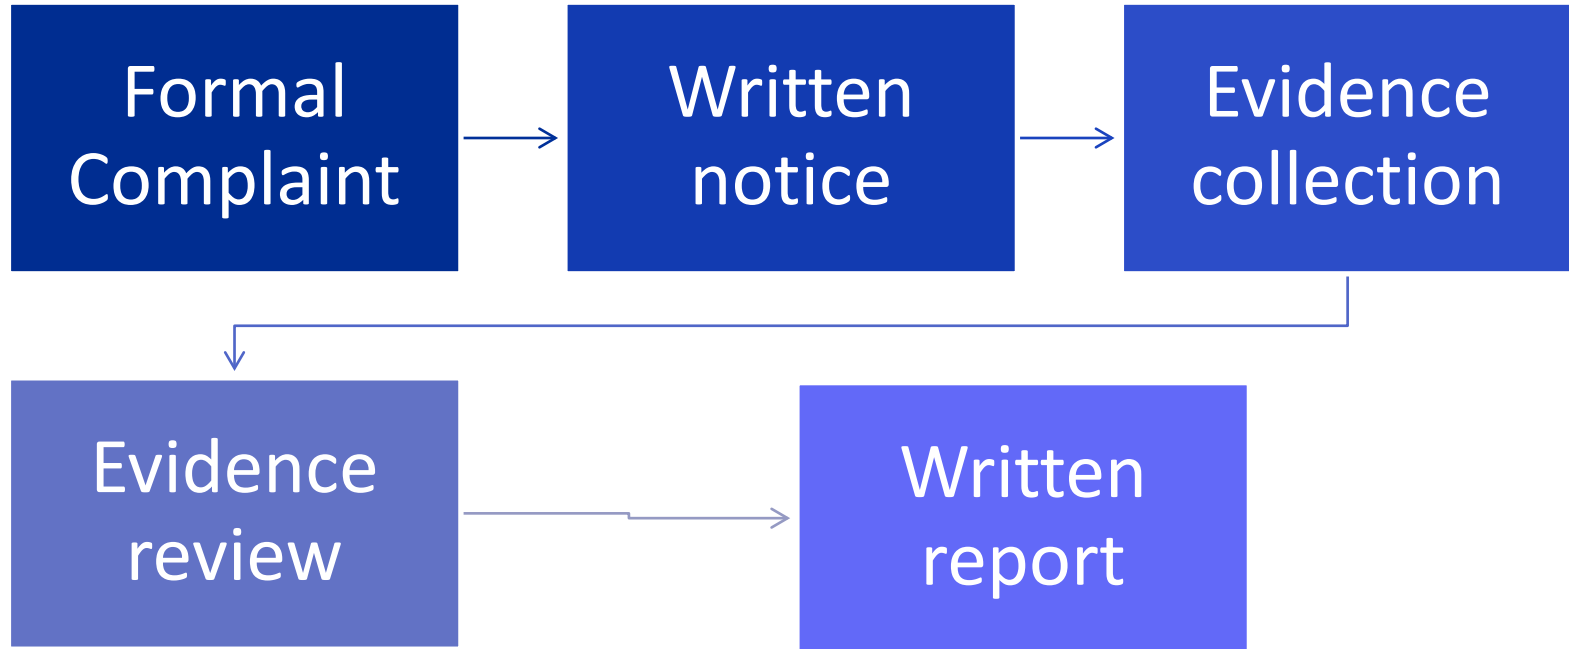 Formal
Complaint
Written
notice
Evidence
collection
Evidence
review
Written
report